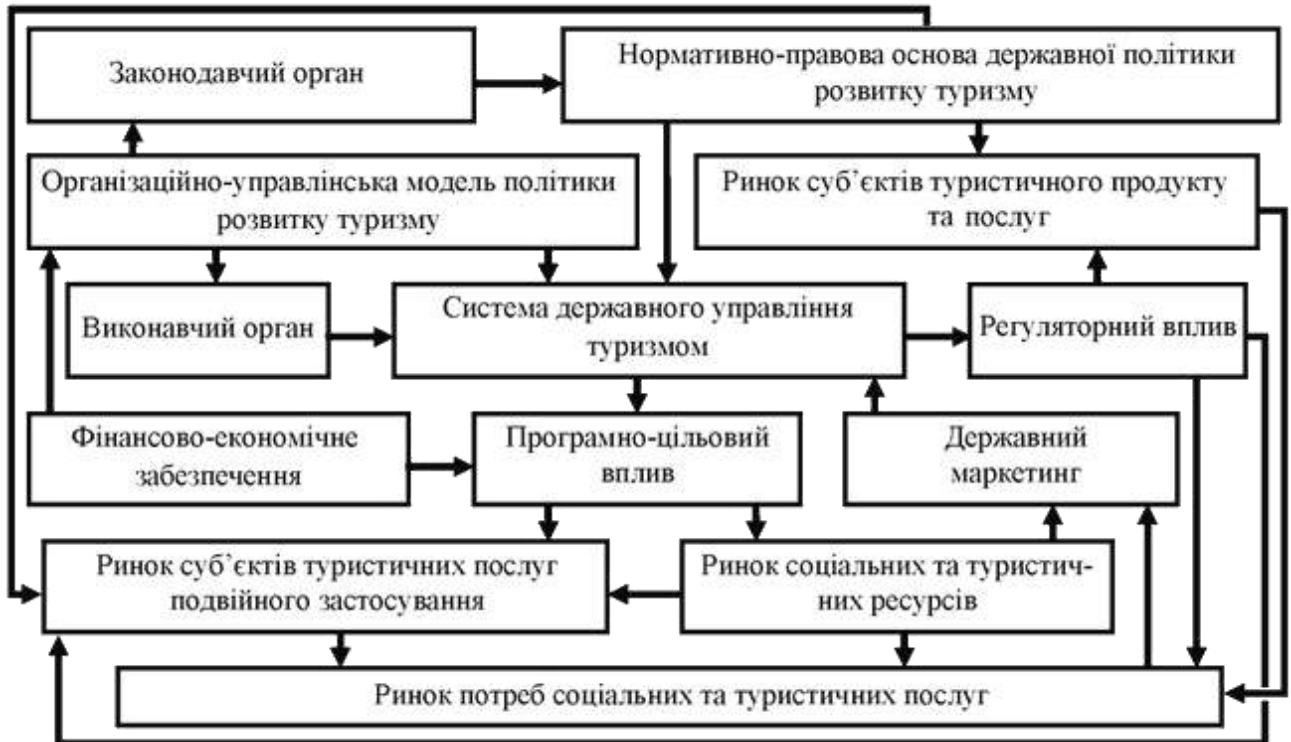 Законодавчий орган
Нормативно-правова основа державної політики
розвитку туризму
Організаційно-управлінська модель політики
розвитку туризму
Ринок суб’єктів туристичного продукту
та послуг
Виконавчий орган
Система державного управління
туризмом
Регуляторний вплив
Фінансово-економічне
забезпечення
Програмно-цільовий
вплив
Державний
маркетинг
Ринок суб’єктів туристичних послуг
подвійного застосування
Ринок соціальних та туристич-
них ресурсів
Ринок потреб соціальних та туристичних послуг